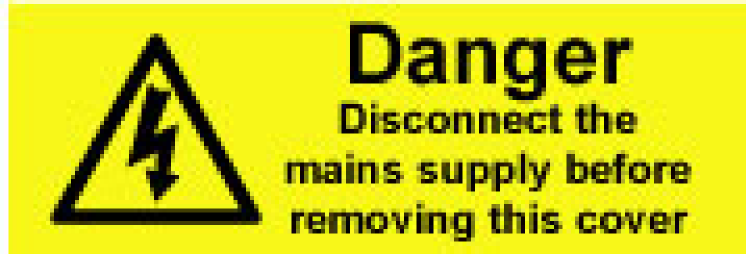 Danger
Disconnect the
mains supply before
removing this cover